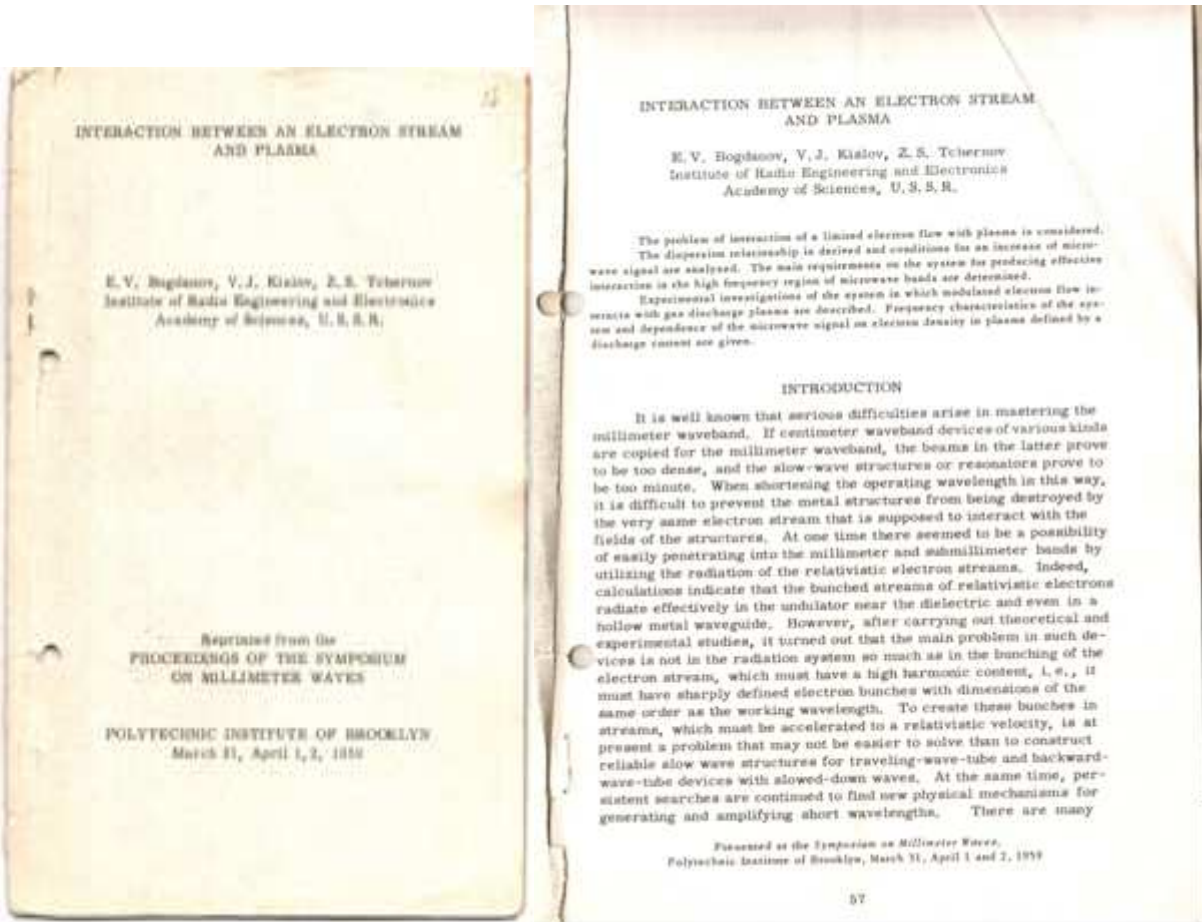 INTERACTION BETWEEN AN ELECTRON STREAM
AND PLASMA
E. V. Bogdanov, V. J. Kislov, Z. S. Tchernov
Institute of Radio Engineering and Electronics
Academy of Sciences, U. S. S. R.
Reprinted from the
PROCEEDINGS OF THE SYMPOSIUM
ON MILLIMETER WAVES
POLYTECHNIC INSTITUTE OF BROOKLYN
March 31, April 1, 2, 1959
INTERACTION BETWEEN AN ELECTRON STREAM
AND PLASMA
E. V. Bogdanov, V. J. Kislov, Z. S. Tchernov
Institute of Radio Engineering and Electronics
Academy of Sciences, U. S. S. R.
The problem of interaction of a limited electron flow with plasma is considered.
The dispersion relationship is derived and conditions for an increase of micro-
wave signal are analyzed. The main requirements on the system for producing effective
interaction in the high frequency region of microwave bands are determined.
Experimental investigations of the system in which modulated electron flow in-
teracts with gas discharge plasma are described. Frequency characteristics of the sys-
tem and dependence of the microwave signal on electron density in plasma defined by a
discharge current are given.
INTRODUCTION
It is well known that serious difficulties arise in mastering the
millimeter waveband. If centimeter waveband devices of various kinds
are copied for the millimeter waveband, the beams in the latter prove
to be too dense, and the slow-wave structures or resonators prove to
be too minute. When shortening the operating wavelength in this way,
it is difficult to prevent the metal structures from being destroyed by
the very same electron stream that is supposed to interact with the
fields of the structures. At one time there seemed to be a possibility
of easily penetrating into the millimeter and submillimeter bands by
utilizing the radiation of the relativistic electron streams. Indeed,
calculations indicate that the bunched streams of relativistic electrons
radiate effectively in the undulator near the dielectric and even in a
hollow metal waveguide. However, after carrying out theoretical and
experimental studies, it turned out that the main problem in such de-
vices is not in the radiation system so much as in the bunching of the
electron stream, which must have a high harmonic content, i. e., it
must have sharply defined electron bunches with dimensions of the
same order as the working wavelength. To create these bunches in
streams, which must be accelerated to a relativistic velocity, is at
present a problem that may not be easier to solve than to construct
reliable slow wave structures for traveling-wave-tube and backward-
wave-tube devices with slowed-down waves. At the same time, per-
sistent searches are continued to find new physical mechanisms for
generating and amplifying short wavelengths. There are many
Presented at the Symposium on Millimeter Waves,
Polytechnic Institute of Brooklyn, March 31, April 1 and 2, 1959
57